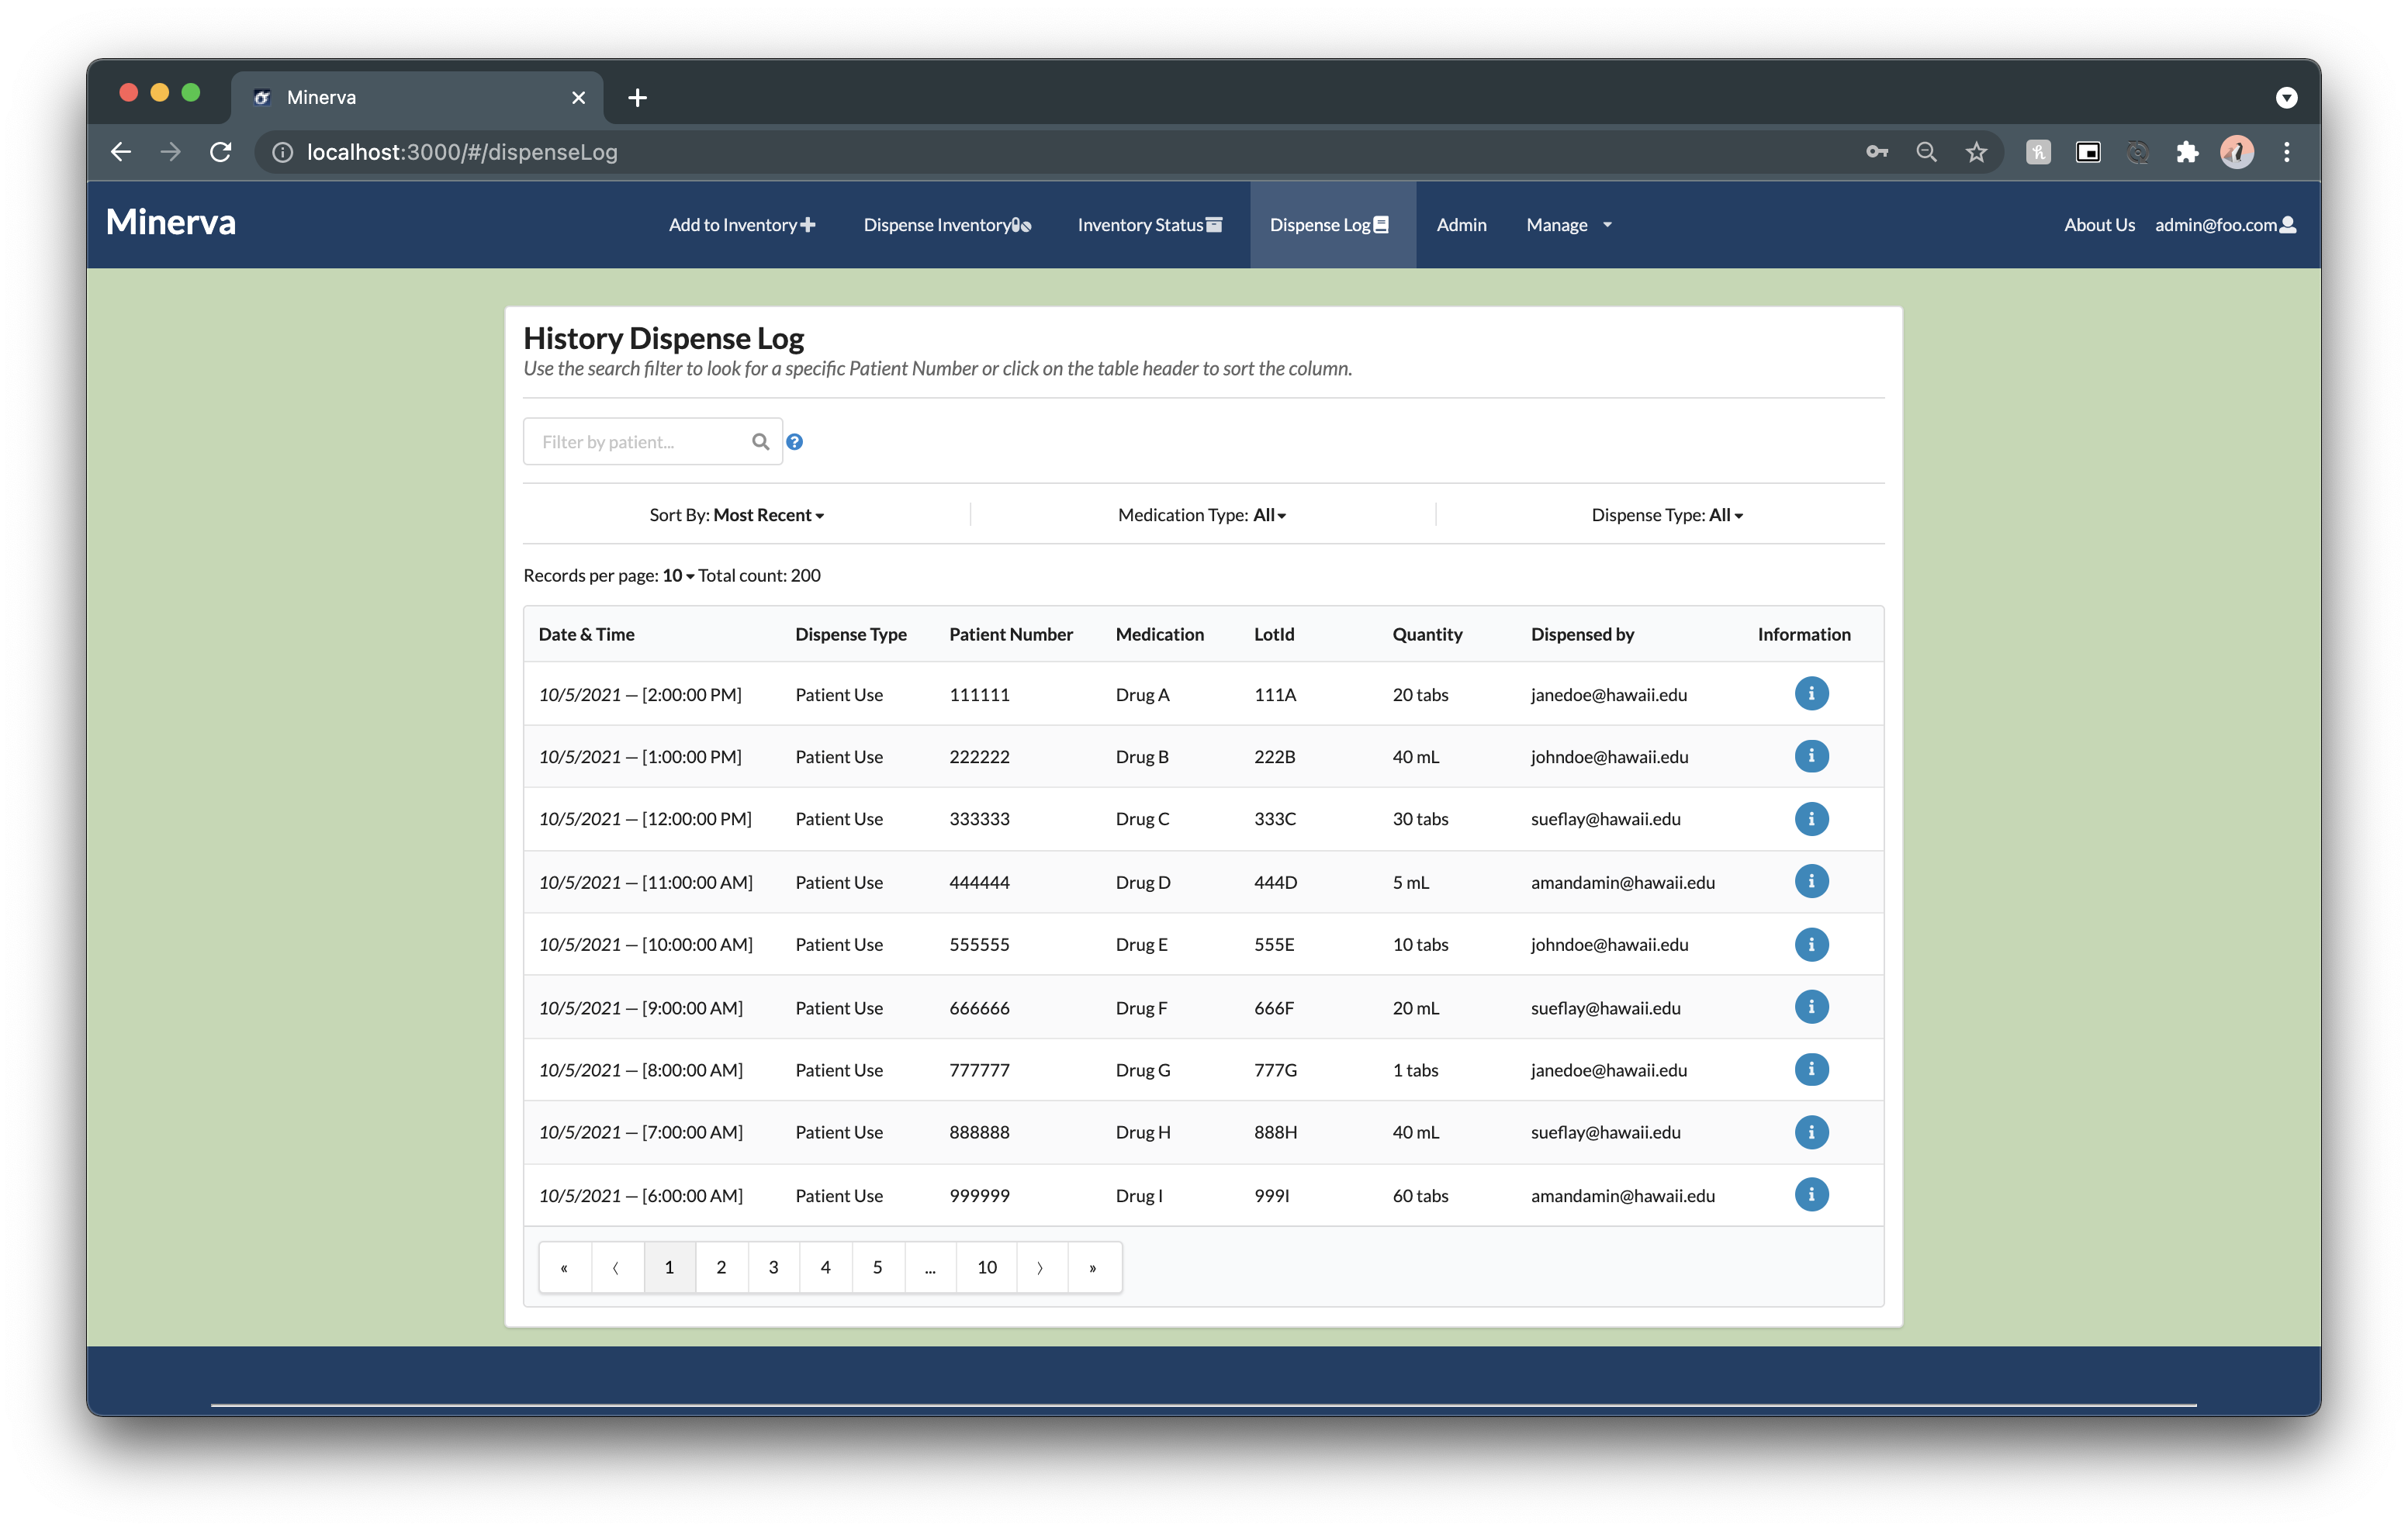 Minerva
localhost:3000/#/dispenseLog
Minerva Add to Inventory Dispense Inventory Inventory Status Dispense Log Admin Manage About Us admin@foo.com
History Dispense Log
Use the search filter to look for a specific Patient Number or click on the table header to sort the column.
Filter by patient...
Sort By: Most Recent Medication Type: All Dispense Type: All
Records per page: 10 Total count: 200
Date & Time Dispense Type Patient Number Medication LotId Quantity Dispensed by Information
10/5/2021 — [2:00:00 PM] Patient Use 111111 Drug A 111A 20 tabs janedoe@hawaii.edu
10/5/2021 — [1:00:00 PM] Patient Use 222222 Drug B 222B 40 mL johndoe@hawaii.edu
10/5/2021 — [12:00:00 PM] Patient Use 333333 Drug C 333C 30 tabs sueflay@hawaii.edu
10/5/2021 — [11:00:00 AM] Patient Use 444444 Drug D 444D 5 mL amandamin@hawaii.edu
10/5/2021 — [10:00:00 AM] Patient Use 555555 Drug E 555E 10 tabs johndoe@hawaii.edu
10/5/2021 — [9:00:00 AM] Patient Use 666666 Drug F 666F 20 mL sueflay@hawaii.edu
10/5/2021 — [8:00:00 AM] Patient Use 777777 Drug G 777G 1 tabs janedoe@hawaii.edu
10/5/2021 — [7:00:00 AM] Patient Use 888888 Drug H 888H 40 mL sueflay@hawaii.edu
10/5/2021 — [6:00:00 AM] Patient Use 999999 Drug I 999I 60 tabs amandamin@hawaii.edu
« ⟨ 1 2 3 4 5 ... 10 ⟩ »